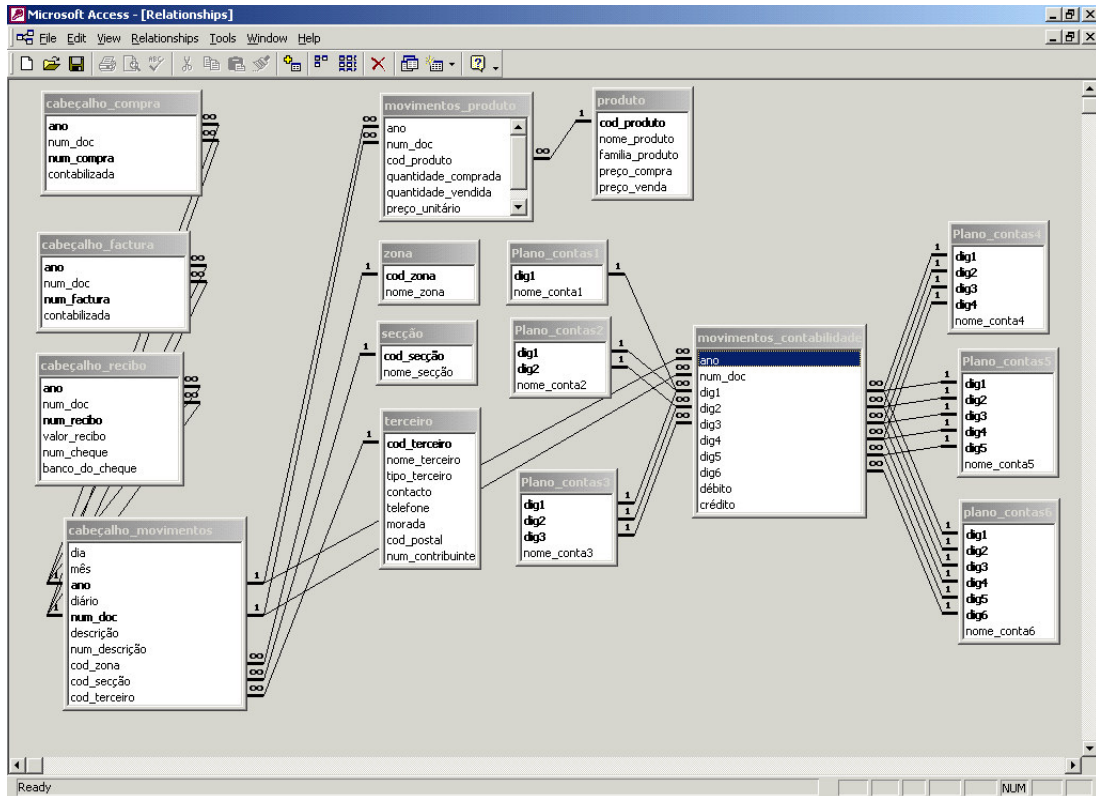 Microsoft Access - [Relationships]
File Edit View Relationships Tools Window Help
cabeçalho_compra
ano
num_doc
num_compra
contabilizada
cabeçalho_factura
ano
num_doc
num_factura
contabilizada
cabeçalho_recibo
ano
num_doc
num_recibo
valor_recibo
num_cheque
banco_do_cheque
cabeçalho_movimentos
dia
mês
ano
diário
num_doc
descrição
num_descrição
cod_zona
cod_secção
cod_terceiro
movimentos_produto
ano
num_doc
cod_produto
quantidade_comprada
quantidade_vendida
preço_unitário
zona
cod_zona
nome_zona
secção
cod_secção
nome_secção
terceiro
cod_terceiro
nome_terceiro
tipo_terceiro
contacto
telefone
morada
cod_postal
num_contribuinte
produto
cod_produto
nome_produto
familia_produto
preço_compra
preço_venda
Plano_contas1
dig1
nome_conta1
Plano_contas2
dig1
dig2
nome_conta2
Plano_contas3
dig1
dig2
dig3
nome_conta3
movimentos_contabilidade
ano
num_doc
dig1
dig2
dig3
dig4
dig5
dig6
débito
crédito
Plano_contas4
dig1
dig2
dig3
dig4
nome_conta4
Plano_contas5
dig1
dig2
dig3
dig4
dig5
nome_conta5
plano_contas6
dig1
dig2
dig3
dig4
dig5
dig6
nome_conta6
Ready
NUM